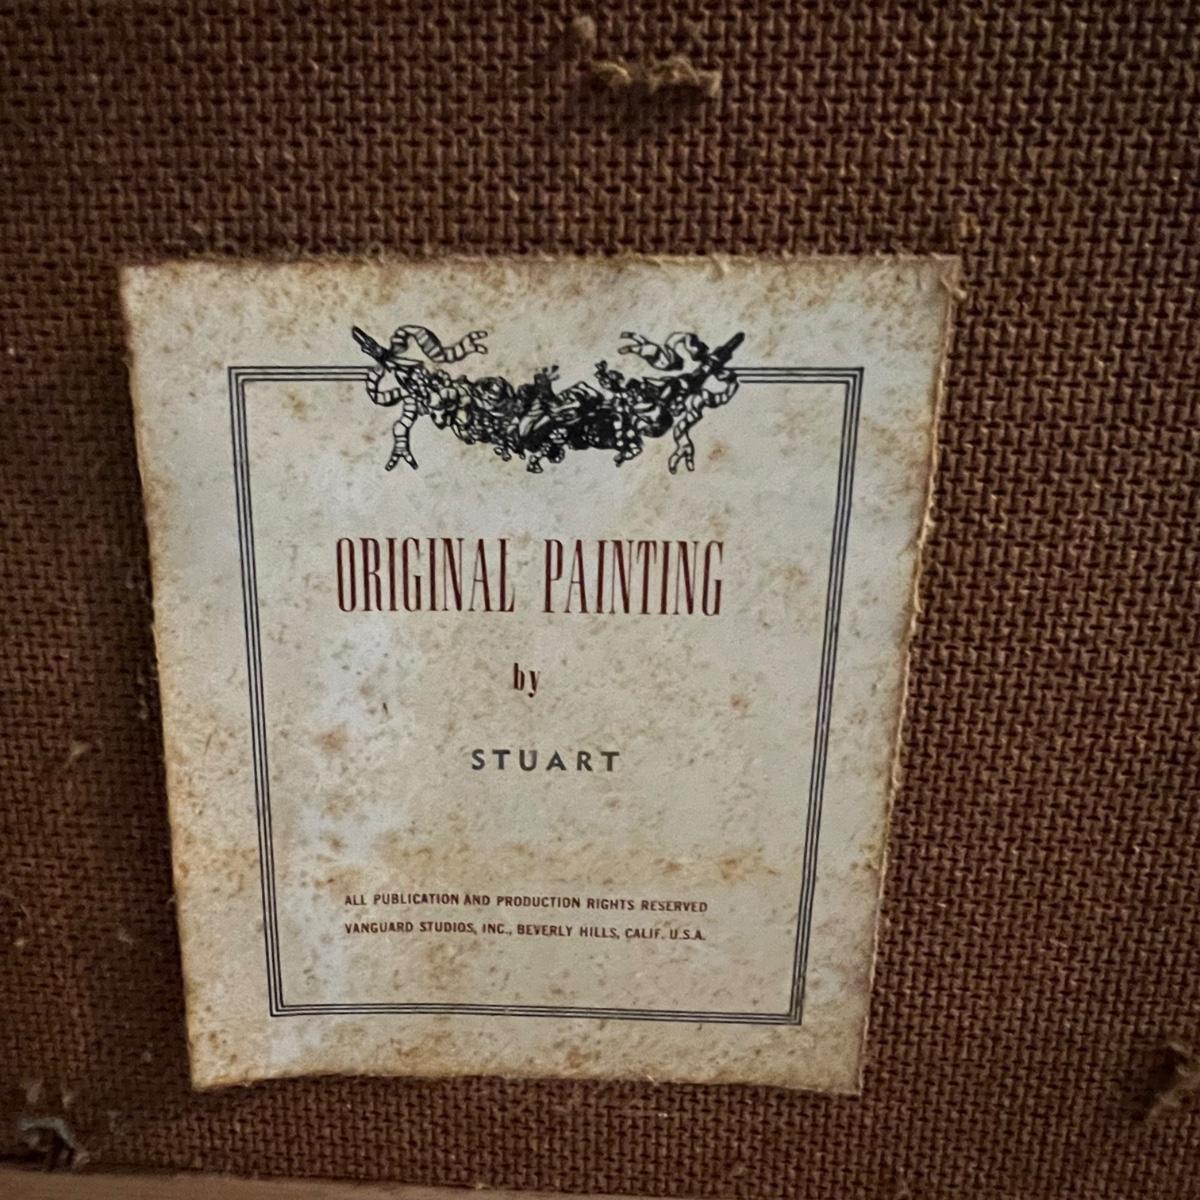 ORIGINAL PAINTING
by
STUART
ALL PUBLICATION AND PRODUCTION RIGHTS RESERVED
VANGUARD STUDIOS, INC., BEVERLY HILLS, CALIF. U.S.A.